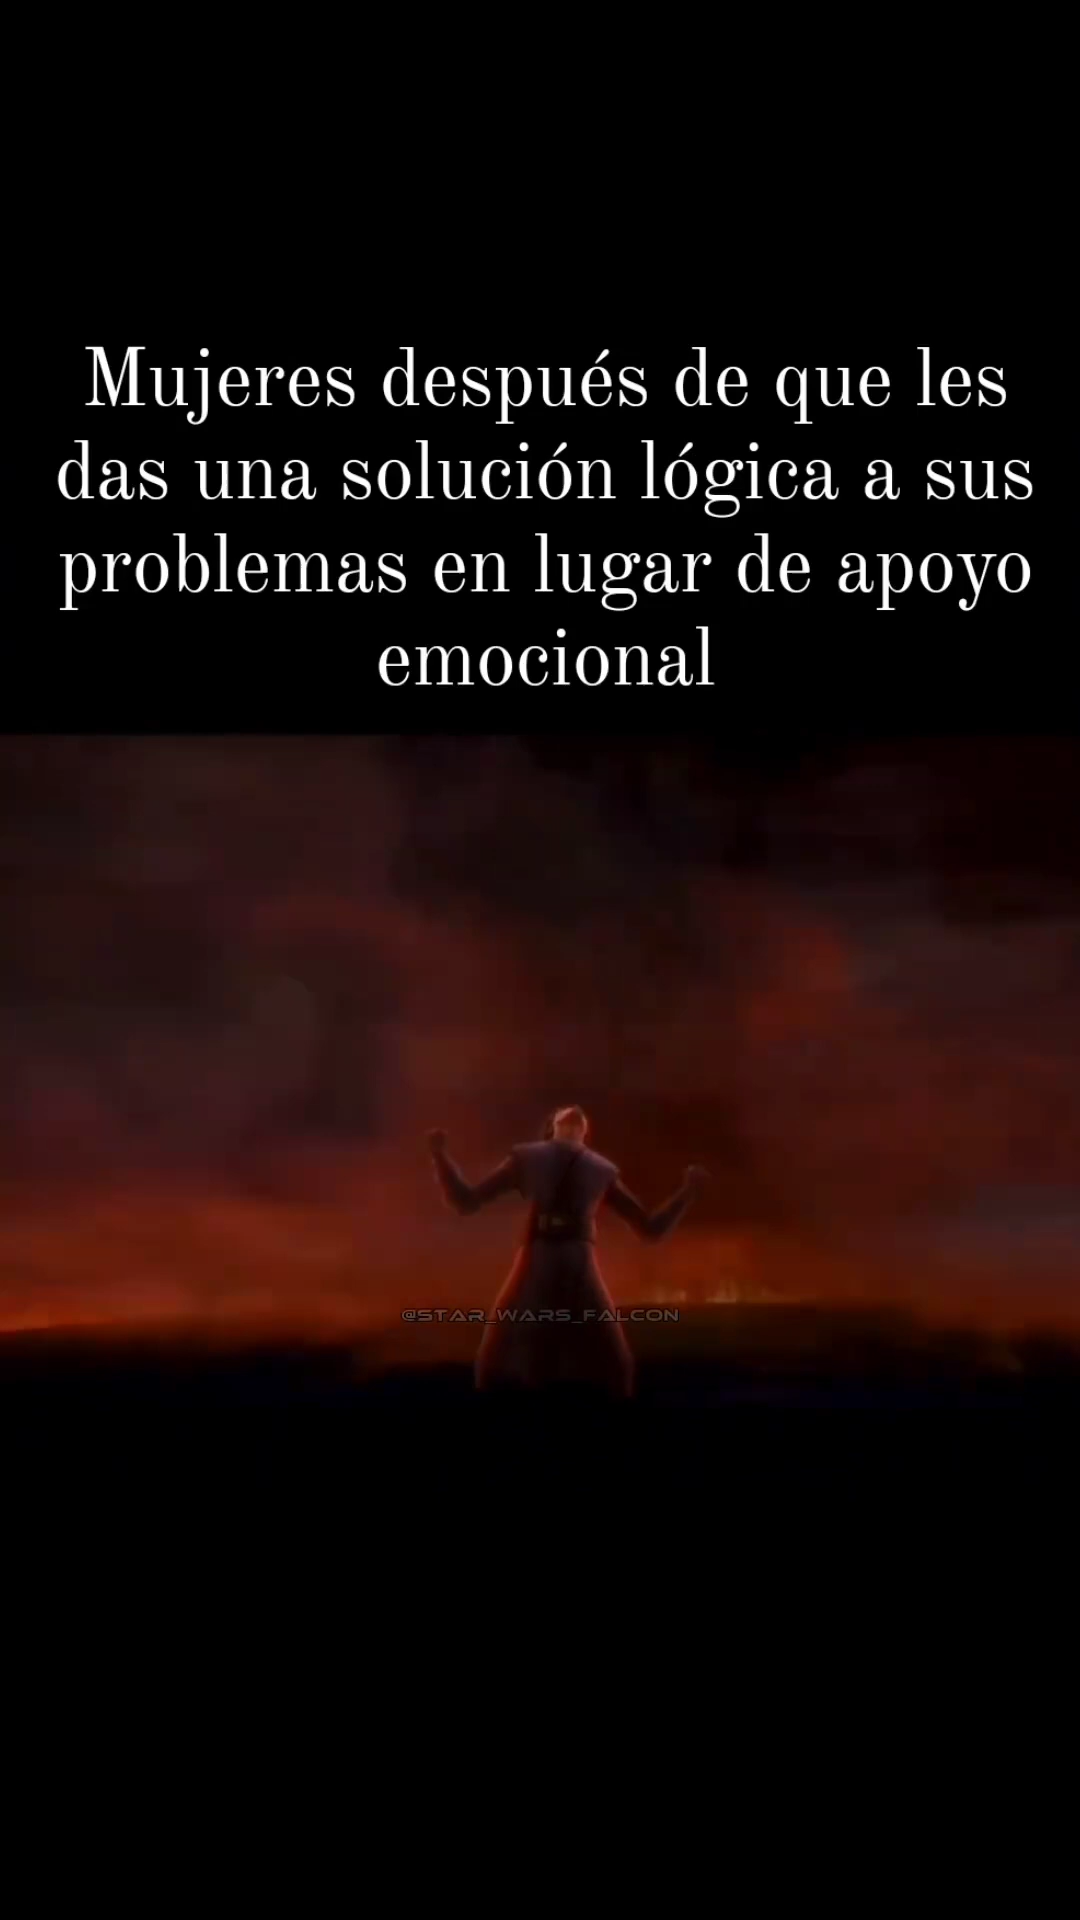 Mujeres después de que les
das una solución lógica a sus
problemas en lugar de apoyo
emocional
@STAR_WARS_FALCON